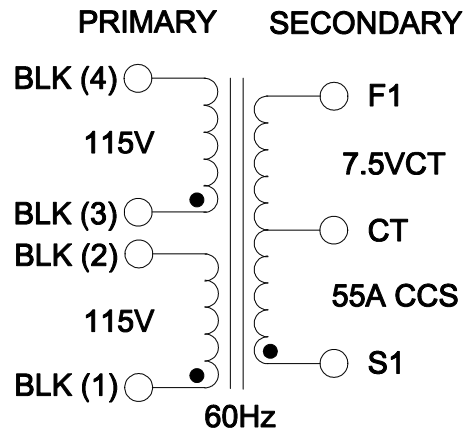 PRIMARY SECONDARY
BLK (4)
F1
115V
7.5VCT
BLK (3)
CT
BLK (2)
55A CCS
115V
S1
BLK (1)
60Hz